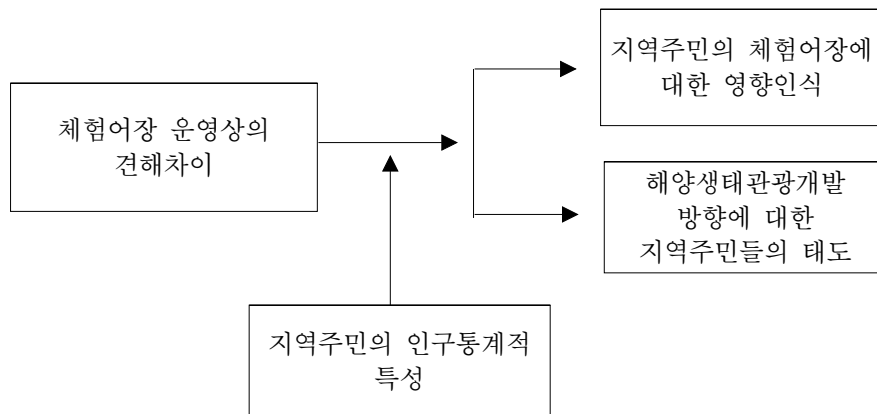 지역주민의 체험어장에
대한 영향인식
체험어장 운영상의
견해차이
해양생태관광개발
방향에 대한
지역주민들의 태도
지역주민의 인구통계적
특성